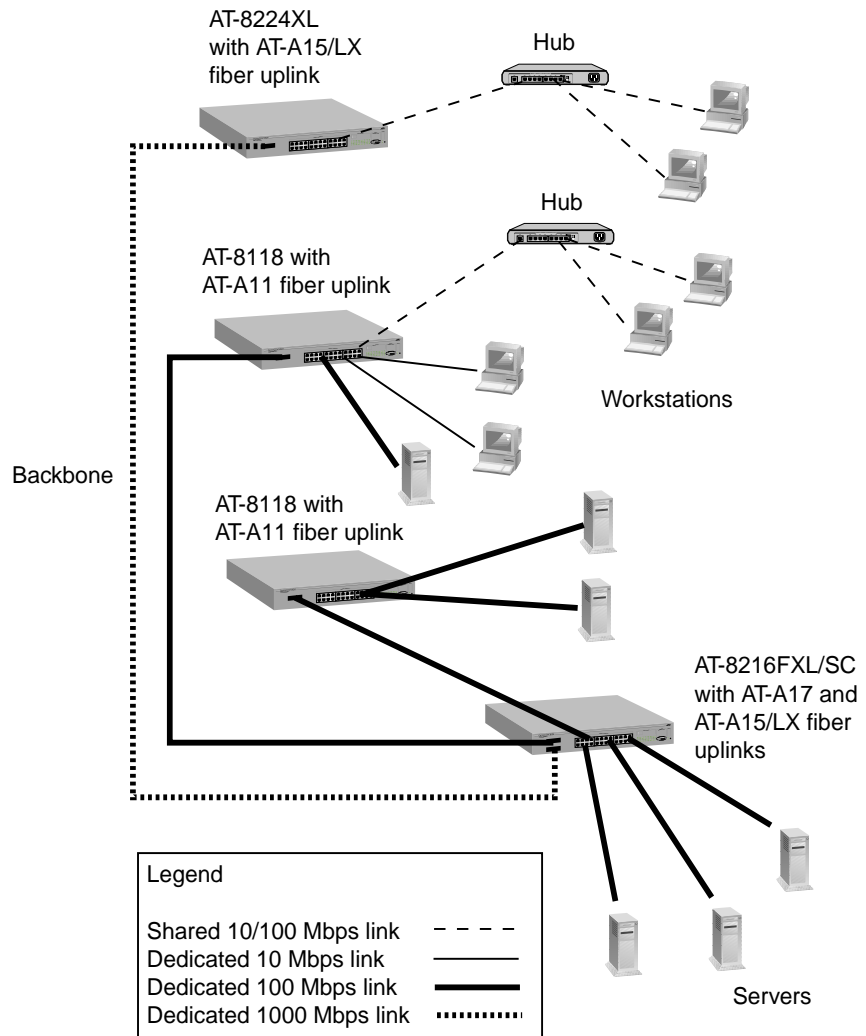 AT-8224XL
with AT-A15/LX
fiber uplink
Hub
Hub
AT-8118 with
AT-A11 fiber uplink
Workstations
Backbone
AT-8118 with
AT-A11 fiber uplink
AT-8216FXL/SC
with AT-A17 and
AT-A15/LX fiber
uplinks
Legend
Shared 10/100 Mbps link
Dedicated 10 Mbps link
Dedicated 100 Mbps link
Dedicated 1000 Mbps link
Servers